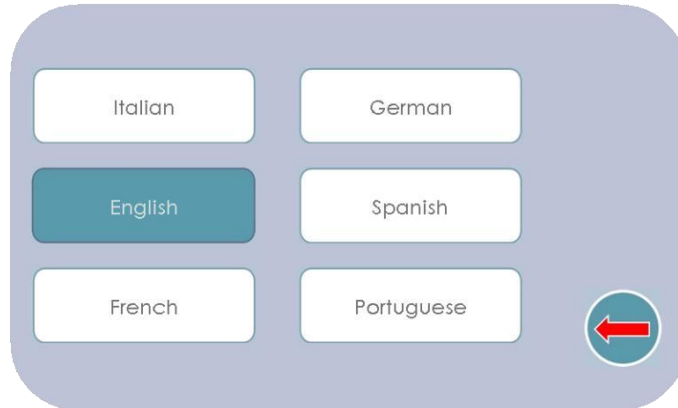 Italian
German
English
Spanish
French
Portuguese